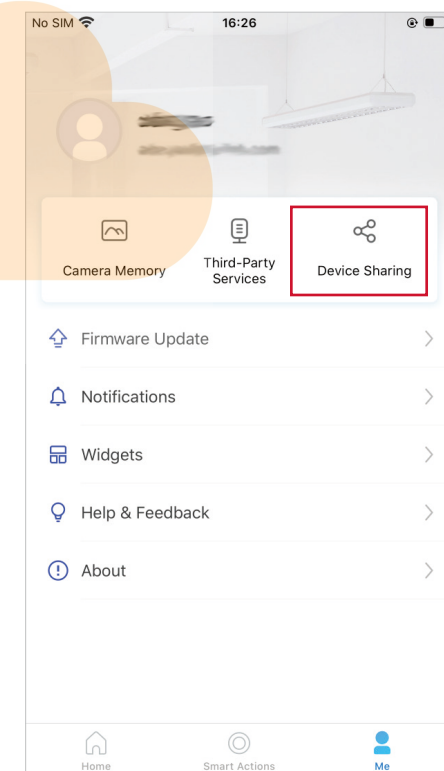 No SIM 16:26
Camera Memory
Third-Party
Services
Device Sharing
Firmware Update
Notifications
Widgets
Help & Feedback
About
Home Smart Actions Me